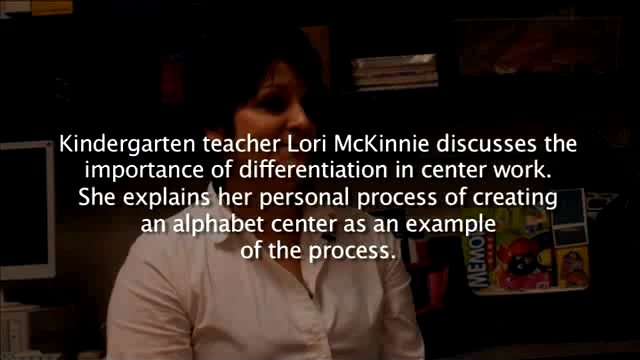 Kindergarten teacher Lori McKinnie discusses the
importance of differentiation in center work.
She explains her personal process of creating
an alphabet center as an example
of the process.
MEMO